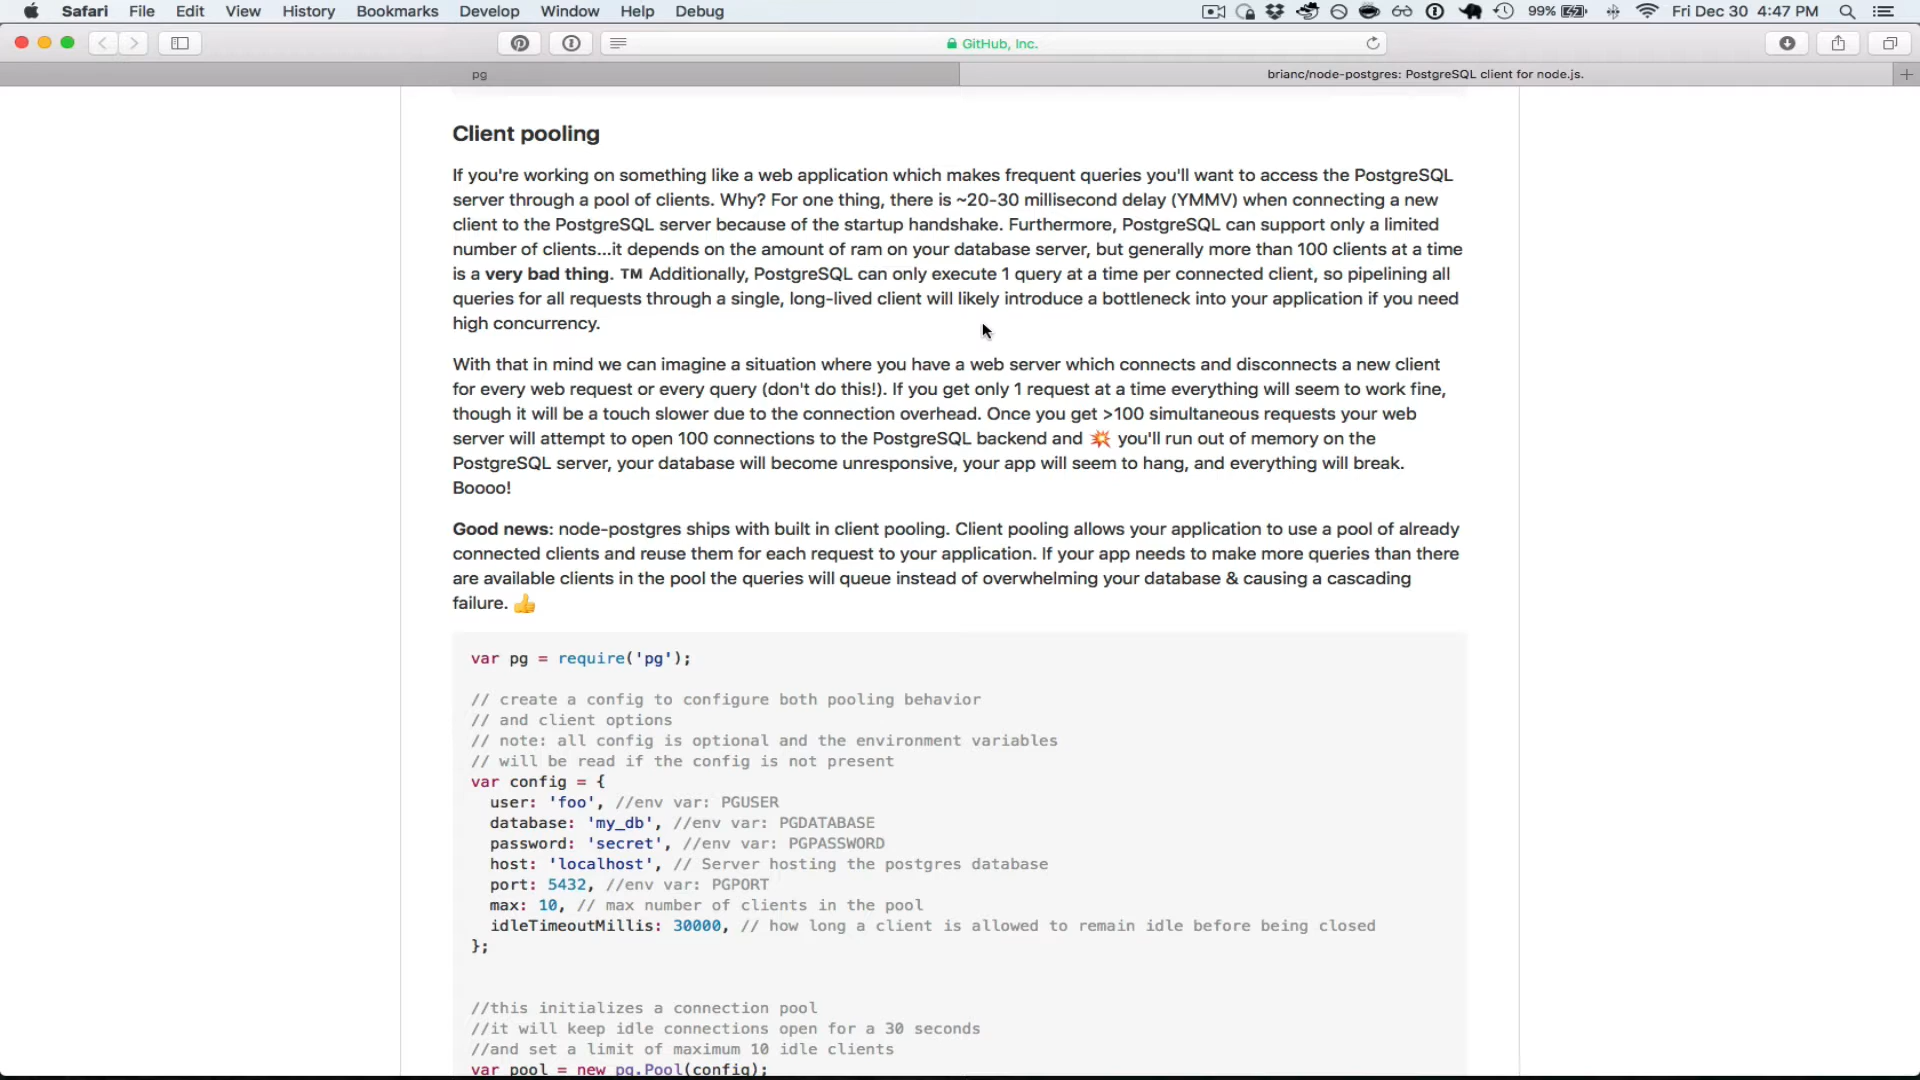 Safari File Edit View History Bookmarks Develop Window Help Debug 99% Fri Dec 30 4:47 PM
GitHub, Inc.
pg brianc/node-postgres: PostgreSQL client for node.js.
Client pooling
If you're working on something like a web application which makes frequent queries you'll want to access the PostgreSQL
server through a pool of clients. Why? For one thing, there is ~20-30 millisecond delay (YMMV) when connecting a new
client to the PostgreSQL server because of the startup handshake. Furthermore, PostgreSQL can support only a limited
number of clients...it depends on the amount of ram on your database server, but generally more than 100 clients at a time
is a very bad thing. ™ Additionally, PostgreSQL can only execute 1 query at a time per connected client, so pipelining all
queries for all requests through a single, long-lived client will likely introduce a bottleneck into your application if you need
high concurrency.
With that in mind we can imagine a situation where you have a web server which connects and disconnects a new client
for every web request or every query (don't do this!). If you get only 1 request at a time everything will seem to work fine,
though it will be a touch slower due to the connection overhead. Once you get >100 simultaneous requests your web
server will attempt to open 100 connections to the PostgreSQL backend and 💥 you'll run out of memory on the
PostgreSQL server, your database will become unresponsive, your app will seem to hang, and everything will break.
Boooo!
Good news: node-postgres ships with built in client pooling. Client pooling allows your application to use a pool of already
connected clients and reuse them for each request to your application. If your app needs to make more queries than there
are available clients in the pool the queries will queue instead of overwhelming your database & causing a cascading
failure. 👍
var pg = require('pg');
// create a config to configure both pooling behavior
// and client options
// note: all config is optional and the environment variables
// will be read if the config is not present
var config = {
user: 'foo', //env var: PGUSER
database: 'my_db', //env var: PGDATABASE
password: 'secret', //env var: PGPASSWORD
host: 'localhost', // Server hosting the postgres database
port: 5432, //env var: PGPORT
max: 10, // max number of clients in the pool
idleTimeoutMillis: 30000, // how long a client is allowed to remain idle before being closed
};
//this initializes a connection pool
//it will keep idle connections open for a 30 seconds
//and set a limit of maximum 10 idle clients
var pool = new pg.Pool(config);